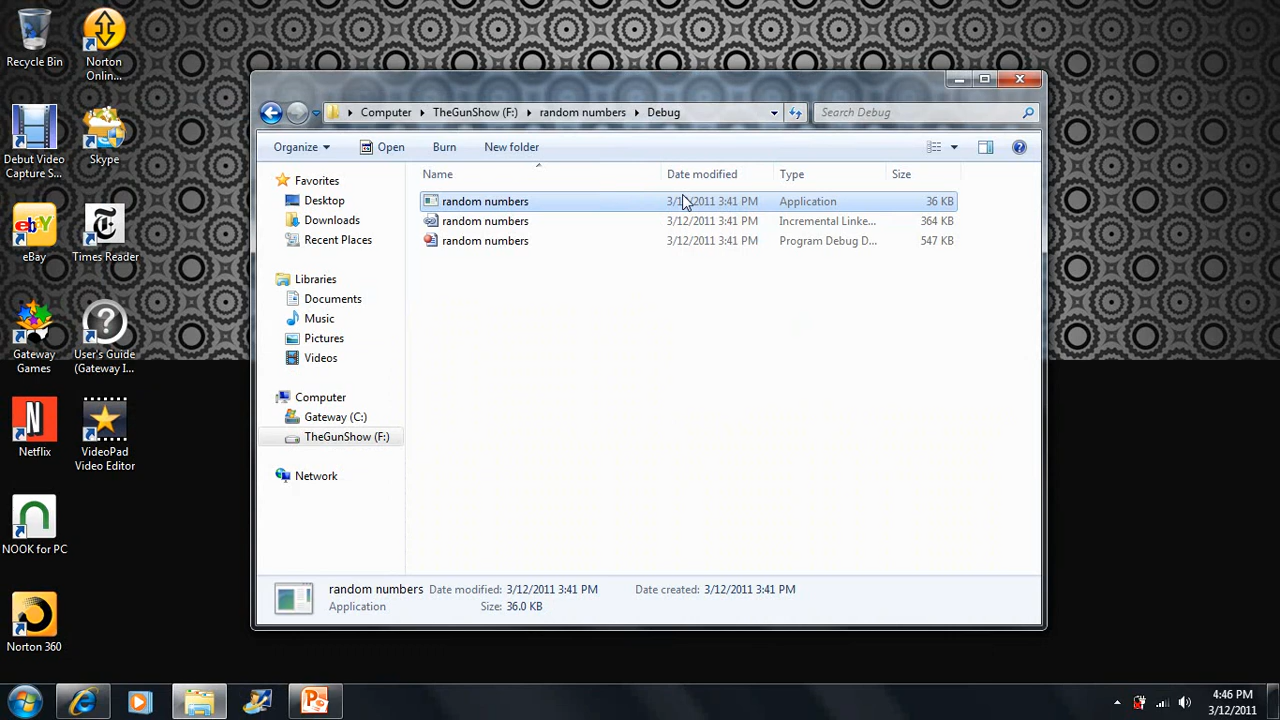 Recycle Bin
Norton
Onlin...
Debut Video
Capture S...
Skype
eBay
Times Reader
Gateway
Games
User's Guide
(Gateway I...
Netflix
VideoPad
Video Editor
NOOK for PC
Norton 360
Computer
TheGunShow (F:)
random numbers
Debug
Search Debug
Organize
Open
Burn
New folder
Favorites
Desktop
Downloads
Recent Places
Libraries
Documents
Music
Pictures
Videos
Computer
Gateway (C:)
TheGunShow (F:)
Network
Name Date modified Type Size
random numbers 3/12/2011 3:41 PM Application 36 KB
random numbers 3/12/2011 3:41 PM Incremental Linke... 364 KB
random numbers 3/12/2011 3:41 PM Program Debug D... 547 KB
random numbers Date modified: 3/12/2011 3:41 PM Date created: 3/12/2011 3:41 PM
Application Size: 36.0 KB
4:46 PM
3/12/2011